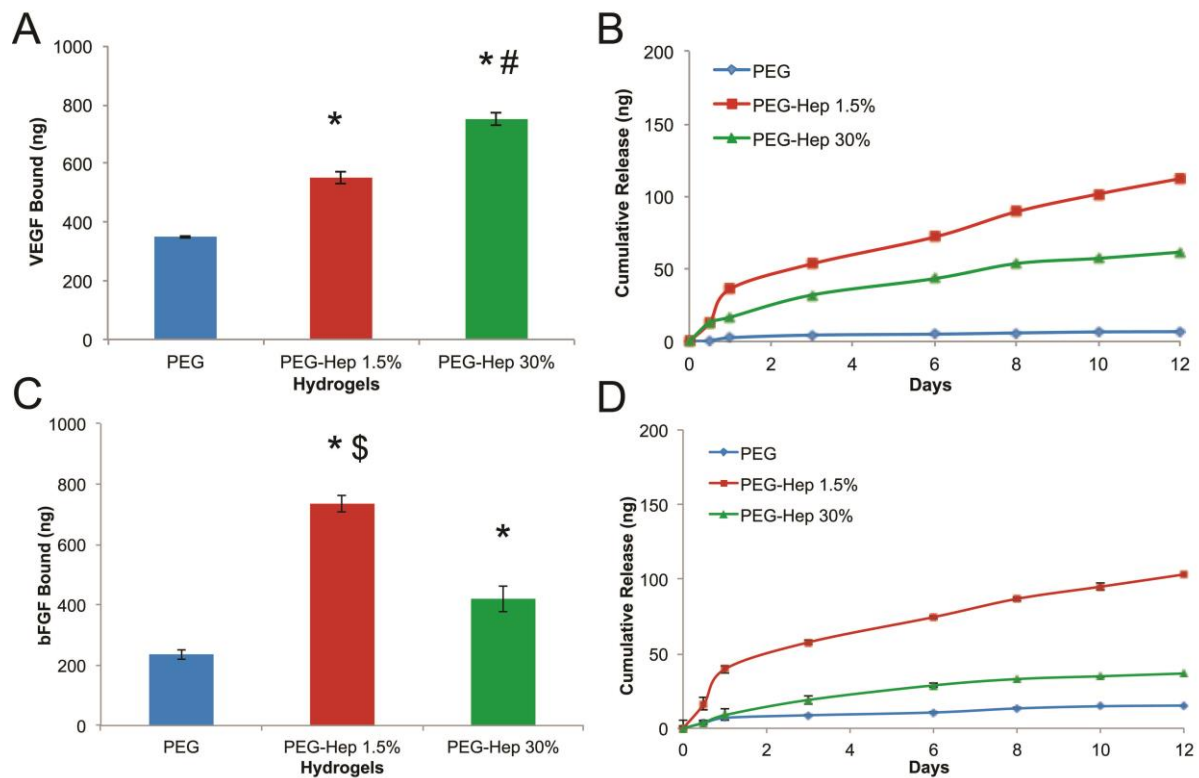 A
1000
800
600
400
200
0
VEGF Bound (ng)
*
* #
PEG
PEG-Hep 1.5%
PEG-Hep 30%
Hydrogels
B
200
150
100
50
0
Cumulative Release (ng)
PEG
PEG-Hep 1.5%
PEG-Hep 30%
0 2 4 6 8 10 12
Days
C
1000
800
600
400
200
0
bFGF Bound (ng)
* $
*
PEG
PEG-Hep 1.5%
PEG-Hep 30%
Hydrogels
D
200
150
100
50
0
Cumulative Release (ng)
PEG
PEG-Hep 1.5%
PEG-Hep 30%
0 2 4 6 8 10 12
Days